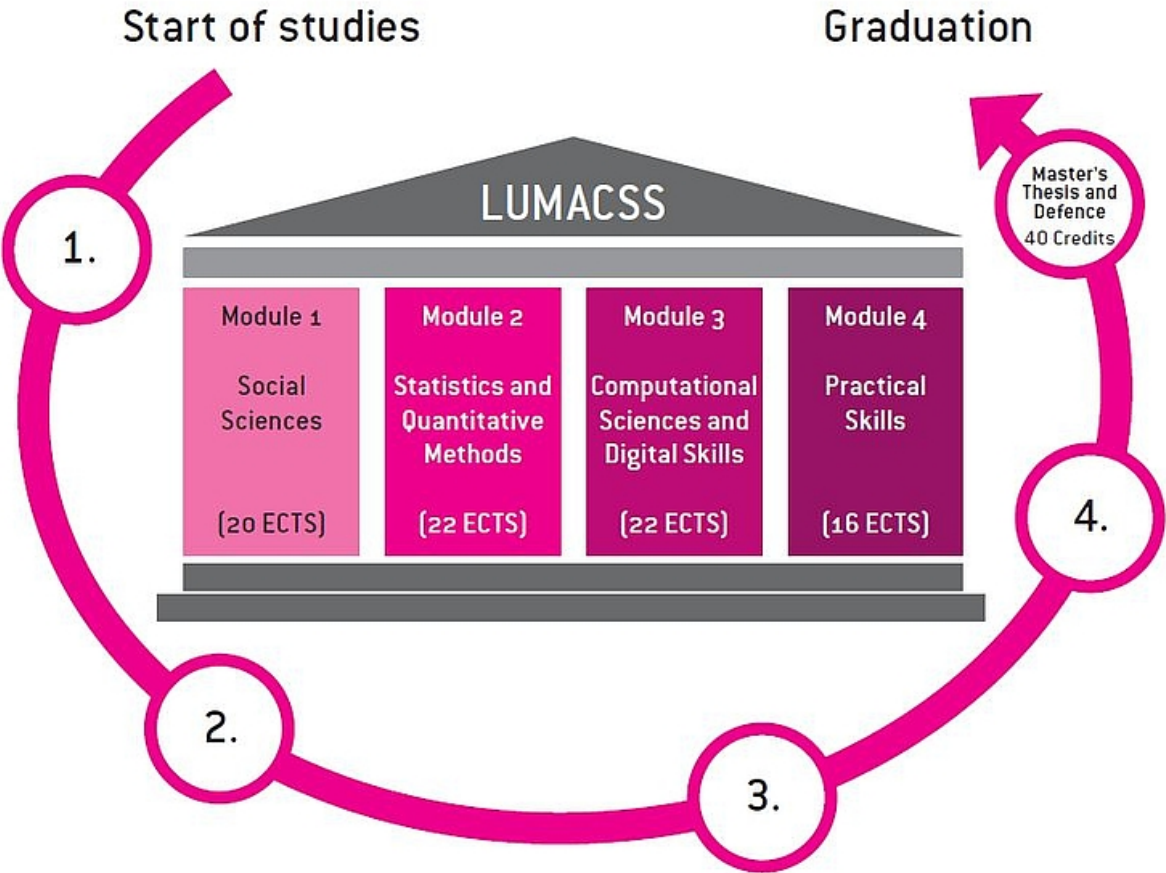 Start of studies
Graduation
1.
LUMACSS
Master's
Thesis and
Defence
40 Credits
Module 1
Social
Sciences
(20 ECTS)
Module 2
Statistics and
Quantitative
Methods
(22 ECTS)
Module 3
Computational
Sciences and
Digital Skills
(22 ECTS)
Module 4
Practical
Skills
(16 ECTS)
2.
3.
4.